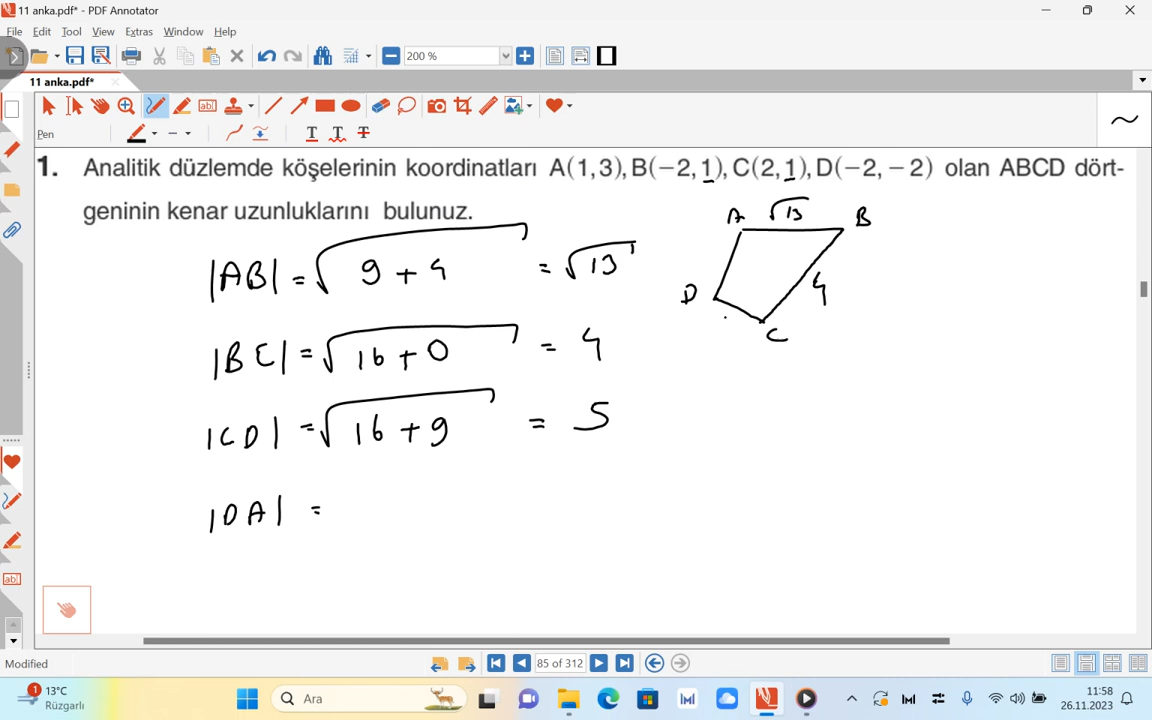 11 anka.pdf* - PDF Annotator
File Edit Tool View Extras Window Help
200 %
11 anka.pdf*
Pen
1. Analitik düzlemde köşelerinin koordinatları A(1,3), B(−2,1), C(2,1), D(−2,−2) olan ABCD dört-
geninin kenar uzunluklarını bulunuz.
A √13 B
|AB| = √9+4 = √13
D 4
C
|BC| = √16+0 = 4
|CD| = √16+9 = 5
|DA| =
85 of 312
Modified
13°C
Rüzgarlı
1
Ara
11:58
26.11.2023